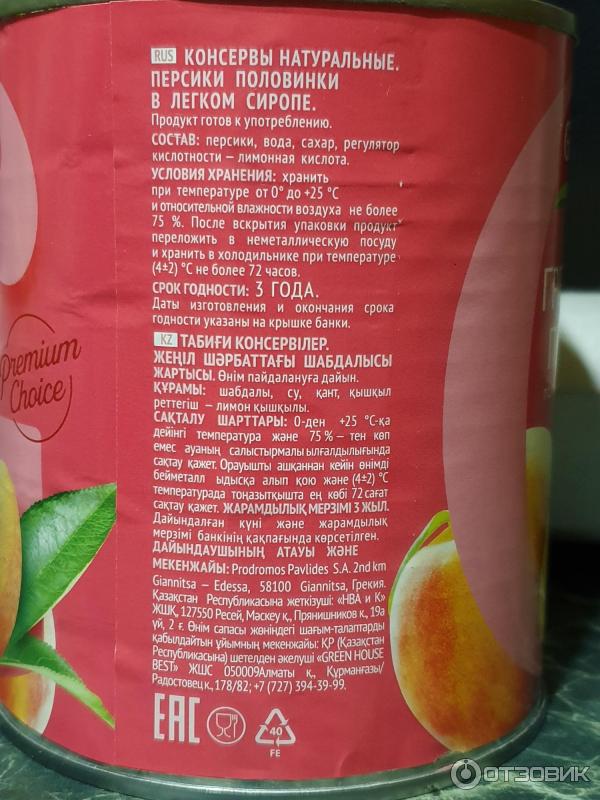 RUS КОНСЕРВЫ НАТУРАЛЬНЫЕ.
ПЕРСИКИ ПОЛОВИНКИ
В ЛЕГКОМ СИРОПЕ.
Продукт готов к употреблению.
СОСТАВ: персики, вода, сахар, регулятор
кислотности — лимонная кислота.
УСЛОВИЯ ХРАНЕНИЯ: хранить
при температуре от 0° до +25 °С
и относительной влажности воздуха не более
75 %. После вскрытия упаковки продукт
переложить в неметаллическую посуду
и хранить в холодильнике при температуре
(4±2) °С не более 72 часов.
СРОК ГОДНОСТИ: 3 ГОДА.
Даты изготовления и окончания срока
годности указаны на крышке банки.
KZ ТАБИҒИ КОНСЕРВІЛЕР.
ЖЕҢІЛ ШӘРБАТТАҒЫ ШАБДАЛЫСЫ
ЖАРТЫСЫ. Өнім пайдалануға дайын.
ҚҰРАМЫ: шабдалы, су, қант, қышқыл
реттегіш — лимон қышқылы.
САҚТАЛУ ШАРТТАРЫ: 0-ден +25 °С-қа
дейінгі температура және 75 % — тен көп
емес ауаның салыстырмалы ылғалдылығында
сақтау қажет. Орауышты ашқаннан кейін өнімді
бейметалл ыдысқа алып қою және (4±2) °С
температурада тоңазытқышта ең көбі 72 сағат
сақтау қажет. ЖАРАМДЫЛЫҚ МЕРЗІМІ 3 ЖЫЛ.
Дайындалған күні және жарамдылық
мерзімі банкінің қақпағында көрсетілген.
ДАЙЫНДАУШЫНЫҢ АТАУЫ ЖӘНЕ
МЕКЕНЖАЙЫ: Prodromos Pavlides S.A. 2nd km
Giannitsa — Edessa, 58100 Giannitsa, Грекия.
Қазақстан Республикасына жеткізуші: «НВА и К»
ЖШҚ, 127550 Ресей, Маскеу қ., Прянишников к., 19а
үй, 2 ғ. Өнім сапасы жөніндегі шағым-талаптарды
қабылдайтын ұйымның мекенжайы: ҚР (Қазақстан
Республикасына) шетелден әкелуші «GREEN HOUSE
BEST» ЖШС 050009Алматы қ., Құрманғазы/
Радостовец к., 178/82; +7 (727) 394-39-99.
Premium
Choice
EAC
40
FE
ОТЗОВИК